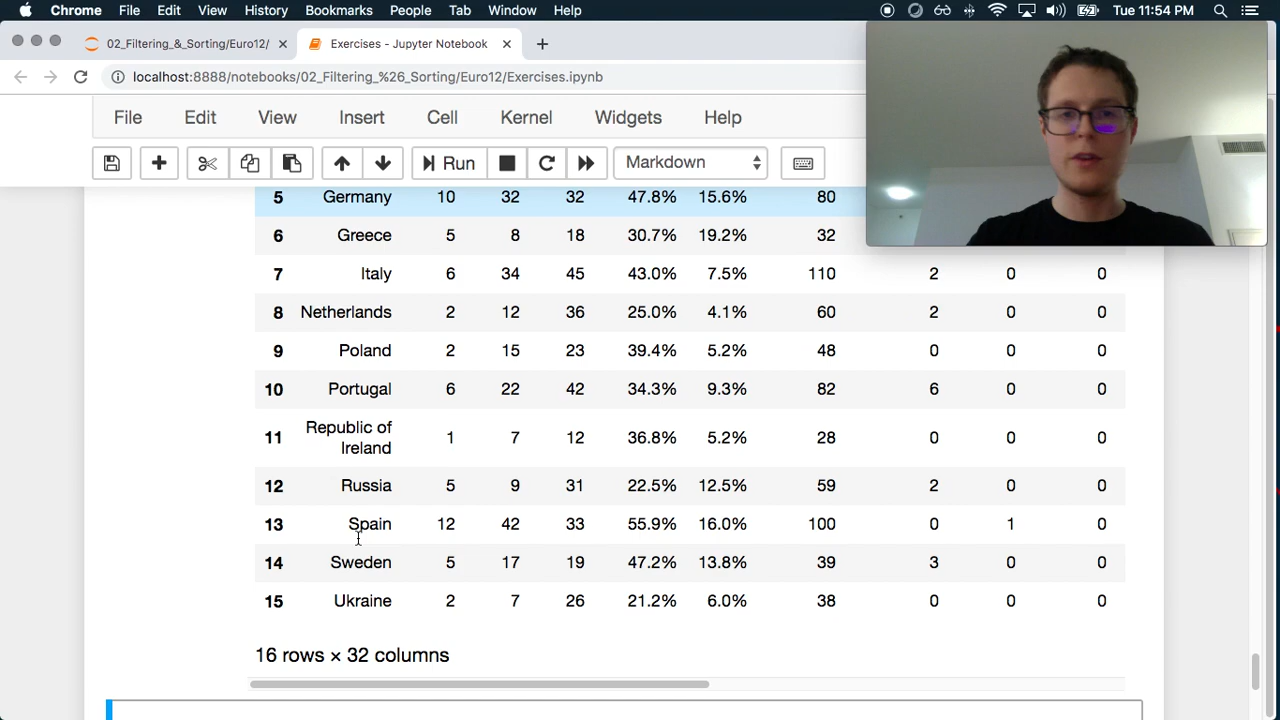 Chrome File Edit View History Bookmarks People Tab Window Help Tue 11:54 PM
02_Filtering_&_Sorting/Euro12/ Exercises - Jupyter Notebook
localhost:8888/notebooks/02_Filtering_%26_Sorting/Euro12/Exercises.ipynb
File Edit View Insert Cell Kernel Widgets Help
Run Markdown
5 Germany 10 32 32 47.8% 15.6% 80
6 Greece 5 8 18 30.7% 19.2% 32
7 Italy 6 34 45 43.0% 7.5% 110 2 0 0
8 Netherlands 2 12 36 25.0% 4.1% 60 2 0 0
9 Poland 2 15 23 39.4% 5.2% 48 0 0 0
10 Portugal 6 22 42 34.3% 9.3% 82 6 0 0
11 Republic of Ireland 1 7 12 36.8% 5.2% 28 0 0 0
12 Russia 5 9 31 22.5% 12.5% 59 2 0 0
13 Spain 12 42 33 55.9% 16.0% 100 0 1 0
14 Sweden 5 17 19 47.2% 13.8% 39 3 0 0
15 Ukraine 2 7 26 21.2% 6.0% 38 0 0 0
16 rows × 32 columns